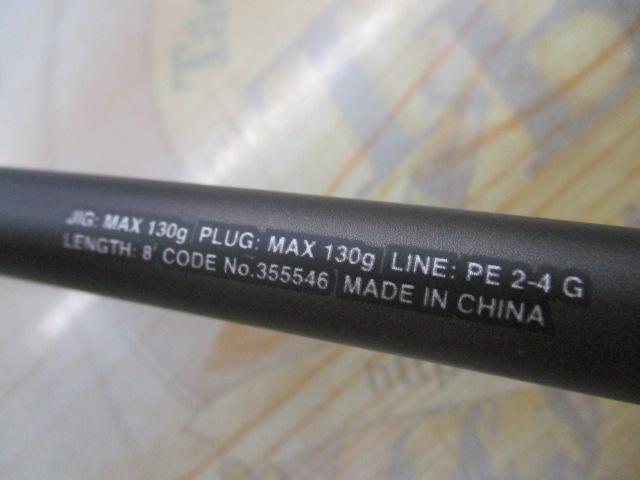 JIG: MAX 130g PLUG: MAX 130g LINE: PE 2-4 G
LENGTH: 8' CODE No.355546 MADE IN CHINA